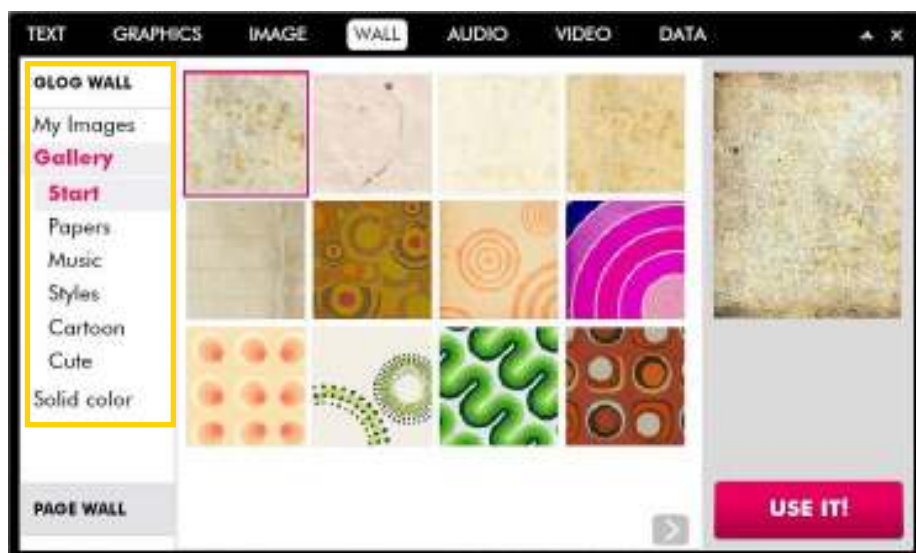 TEXT GRAPHICS IMAGE WALL AUDIO VIDEO DATA
GLOG WALL
My Images
Gallery
Start
Papers
Music
Styles
Cartoon
Cute
Solid color
PAGE WALL
USE IT!